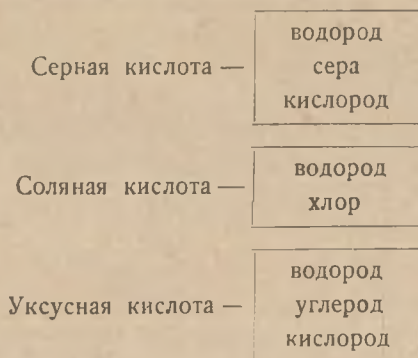 водород
Серная кислота — сера
кислород
водород
Соляная кислота —
хлор
водород
Уксусная кислота — углерод
кислород